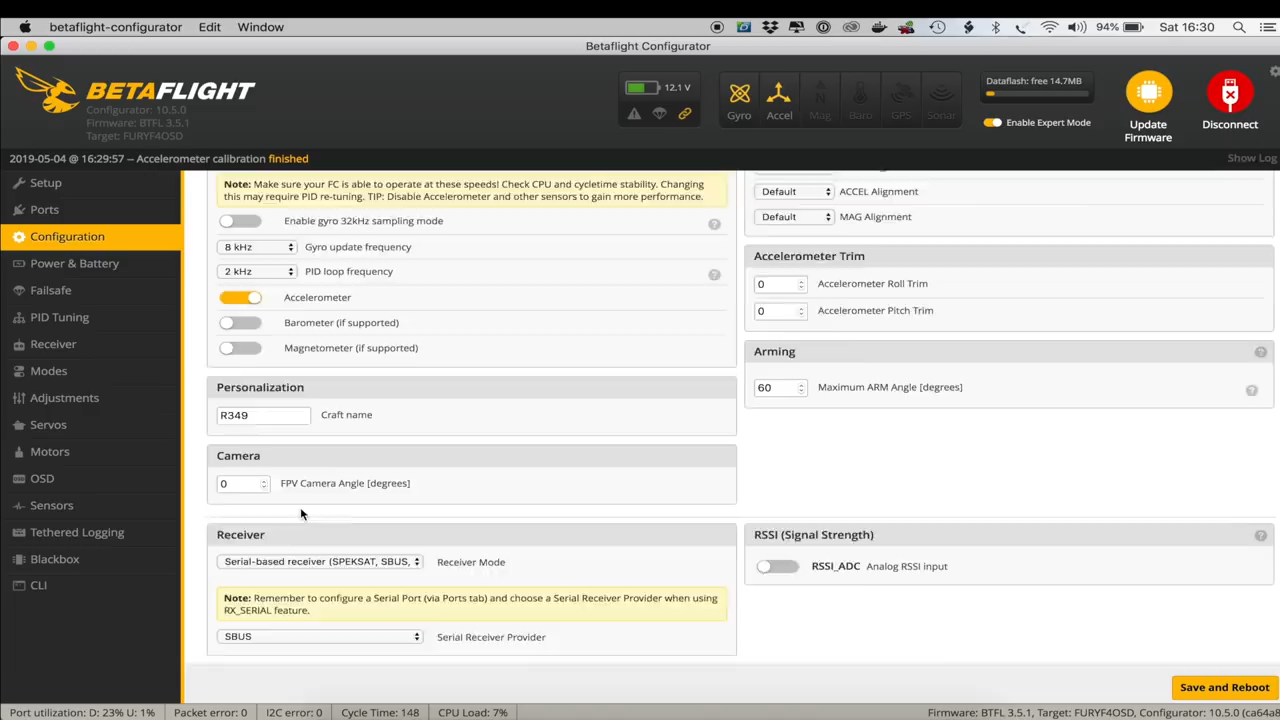 betaflight-configurator Edit Window 94% Sat 16:30
Betaflight Configurator
BETAFLIGHT
Configurator: 10.5.0
Firmware: BTFL 3.5.1
Target: FURYF4OSD
12.1 V
Gyro Accel Mag Baro GPS Sonar
Dataflash: free 14.7MB
Enable Expert Mode
Update
Firmware
Disconnect
2019-05-04 @ 16:29:57 -- Accelerometer calibration finished
Show Log
Setup
Ports
Configuration
Power & Battery
Failsafe
PID Tuning
Receiver
Modes
Adjustments
Servos
Motors
OSD
Sensors
Tethered Logging
Blackbox
CLI
Note: Make sure your FC is able to operate at these speeds! Check CPU and cycletime stability. Changing
this may require PID re-tuning. TIP: Disable Accelerometer and other sensors to gain more performance.
Enable gyro 32kHz sampling mode
8 kHz Gyro update frequency
2 kHz PID loop frequency
Accelerometer
Barometer (if supported)
Magnetometer (if supported)
Personalization
R349 Craft name
Camera
0 FPV Camera Angle [degrees]
Receiver
Serial-based receiver (SPEKSAT, SBUS, Receiver Mode
Note: Remember to configure a Serial Port (via Ports tab) and choose a Serial Receiver Provider when using
RX_SERIAL feature.
SBUS Serial Receiver Provider
Default ACCEL Alignment
Default MAG Alignment
Accelerometer Trim
0 Accelerometer Roll Trim
0 Accelerometer Pitch Trim
Arming
60 Maximum ARM Angle [degrees]
RSSI (Signal Strength)
RSSI_ADC Analog RSSI input
Save and Reboot
Port utilization: D: 23% U: 1% Packet error: 0 I2C error: 0 Cycle Time: 148 CPU Load: 7% Firmware: BTFL 3.5.1, Target: FURYF4OSD, Configurator: 10.5.0 (ca64a8